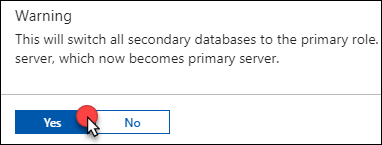 Warning
This will switch all secondary databases to the primary role.
server, which now becomes primary server.
Yes No